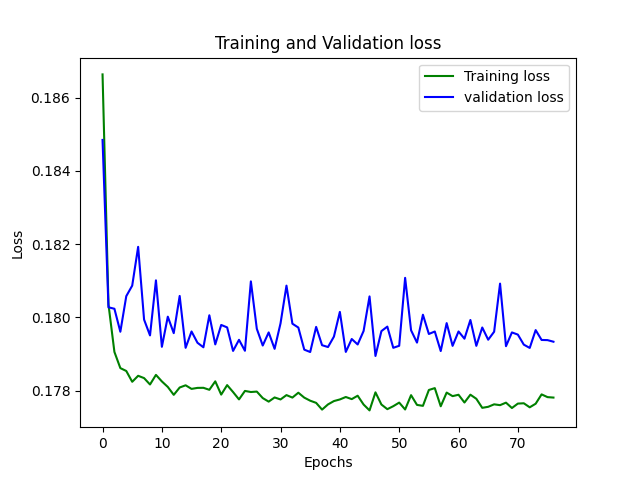 Training and Validation loss
Training loss
validation loss
0.186
0.184
0.182
0.180
0.178
Loss
0 10 20 30 40 50 60 70
Epochs